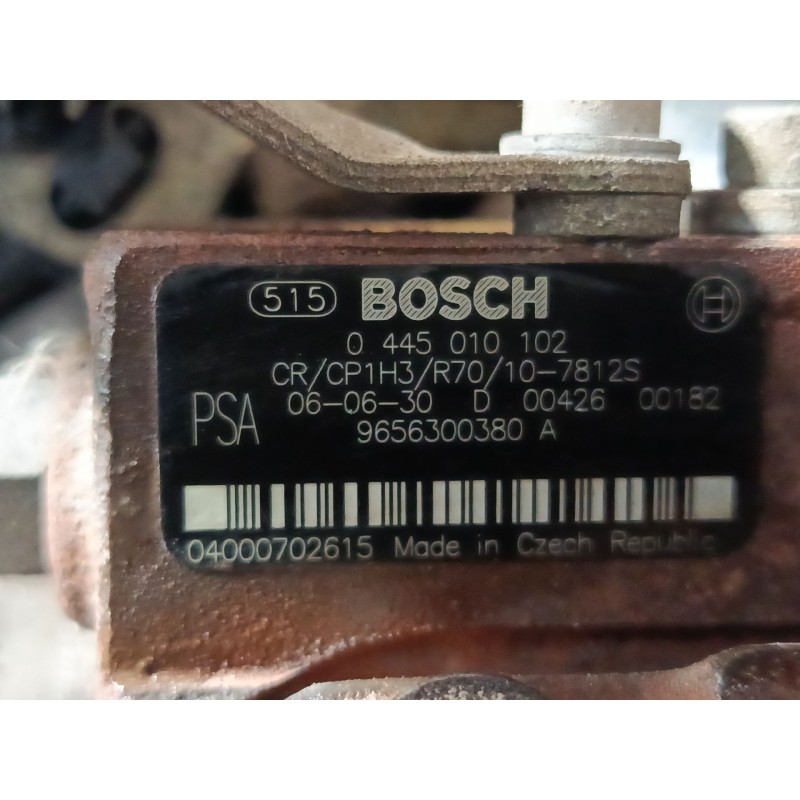 515 BOSCH
0 445 010 102
CR/CP1H3/R70/10-7812S
PSA 06-06-30 D 00426 00182
9656300380 A
04000702615 Made in Czech Republic